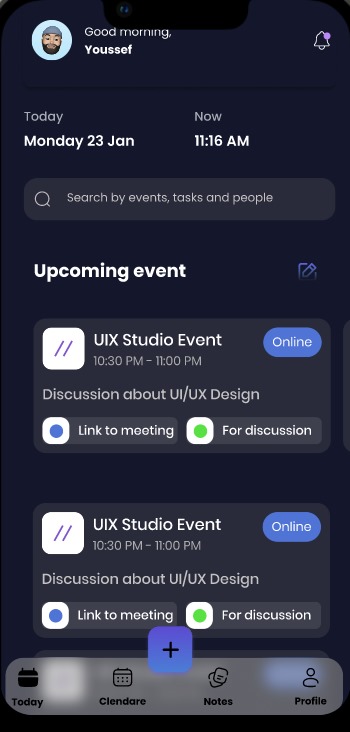 Good morning,
Youssef
Today
Now
Monday 23 Jan
11:16 AM
Search by events, tasks and people
Upcoming event
UIX Studio Event
Online
10:30 PM - 11:00 PM
Discussion about UI/UX Design
Link to meeting
For discussion
UIX Studio Event
Online
10:30 PM - 11:00 PM
Discussion about UI/UX Design
Link to meeting
For discussion
+
Today
Clendare
Notes
Profile